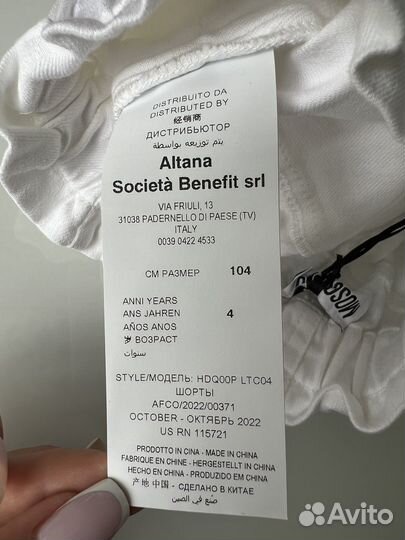 DISTRIBUITO DA
DISTRIBUTED BY
经销商
ДИСТРИБЬЮТОР
يتم توزيعه بواسطة
Altana
Società Benefit srl
VIA FRIULI, 13
31038 PADERNELLO DI PAESE (TV)
ITALY
0039 0422 4533
CM РАЗМЕР 104
ANNI YEARS
ANS JAHREN 4
AÑOS ANOS
岁 ВОЗРАСТ
سنوات
STYLE/МОДЕЛЬ: HDQ00P LTC04
ШОРТЫ
AFCO/2022/00371
OCTOBER - ОКТЯБРЬ 2022
US RN 115721
PRODOTTO IN CINA - MADE IN CHINA
FABRIQUE EN CHINE - HERGESTELLT IN CHINA
HECHO EN CHINA - PRODUZIDO NA CHINA
产 地 中国 - СДЕЛАНО В КИТАЕ
صنع في الصين
Avito